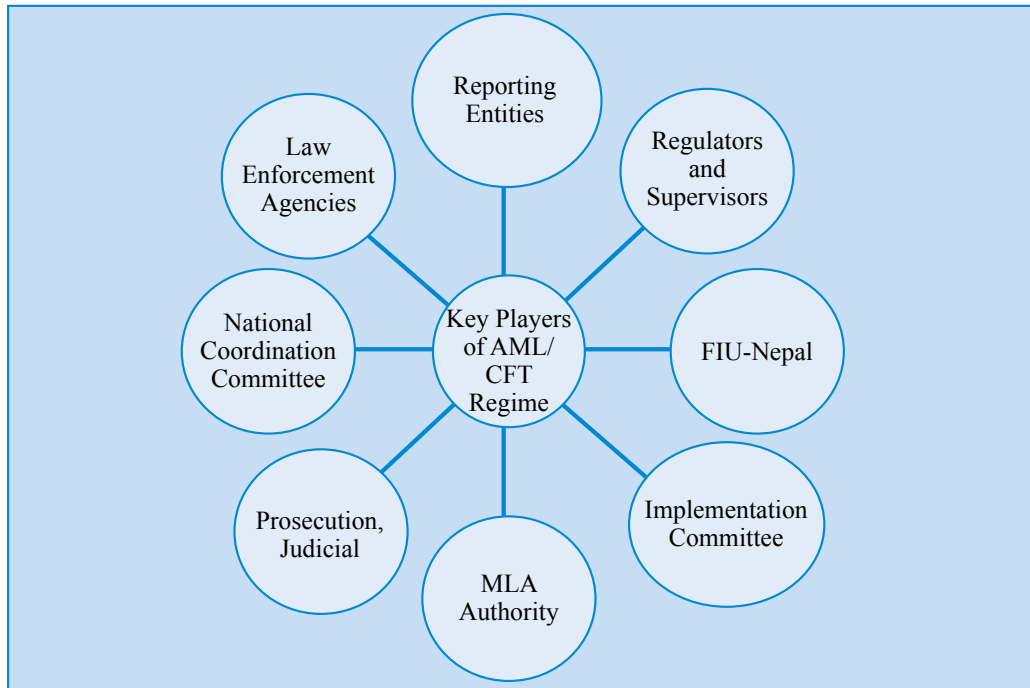 Reporting
Entities
Regulators
and
Supervisors
FIU-Nepal
Implementation
Committee
MLA
Authority
Prosecution,
Judicial
National
Coordination
Committee
Law
Enforcement
Agencies
Key Players
of AML/
CFT
Regime